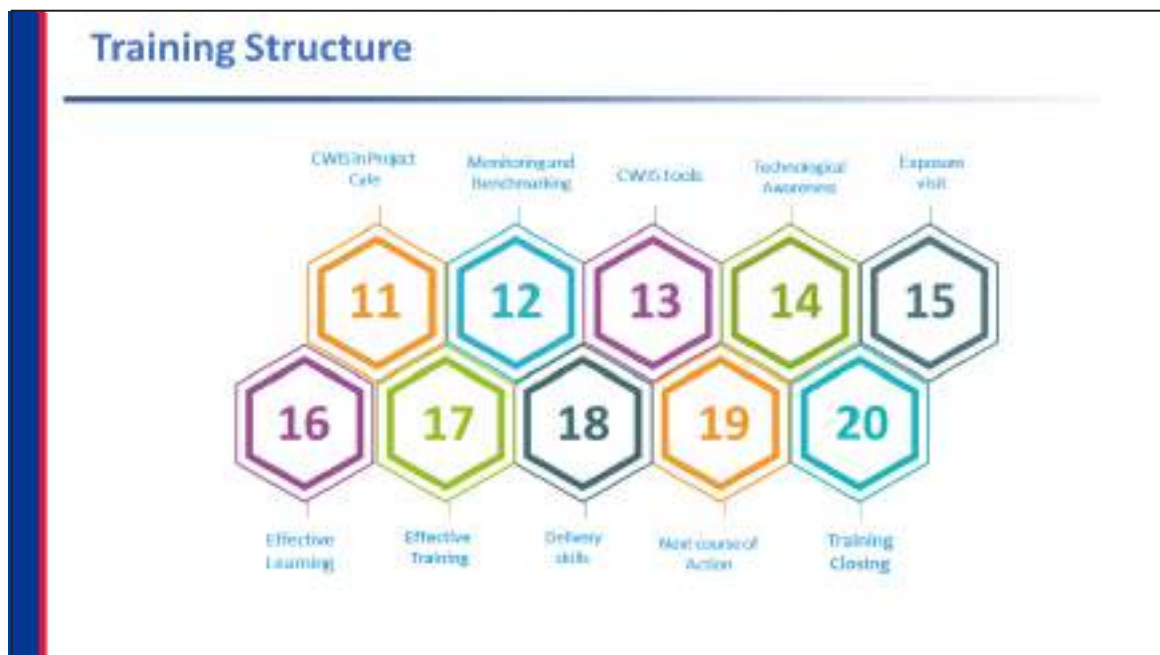 Training Structure
CWIS in Project
Cyle
Monitoring and
Benchmarking
CWIS tools
Technological
Awareness
Exposure
visit
11
12
13
14
15
16
17
18
19
20
Effective
Learning
Effective
Training
Delivery
skills
Next course of
Action
Training
Closing